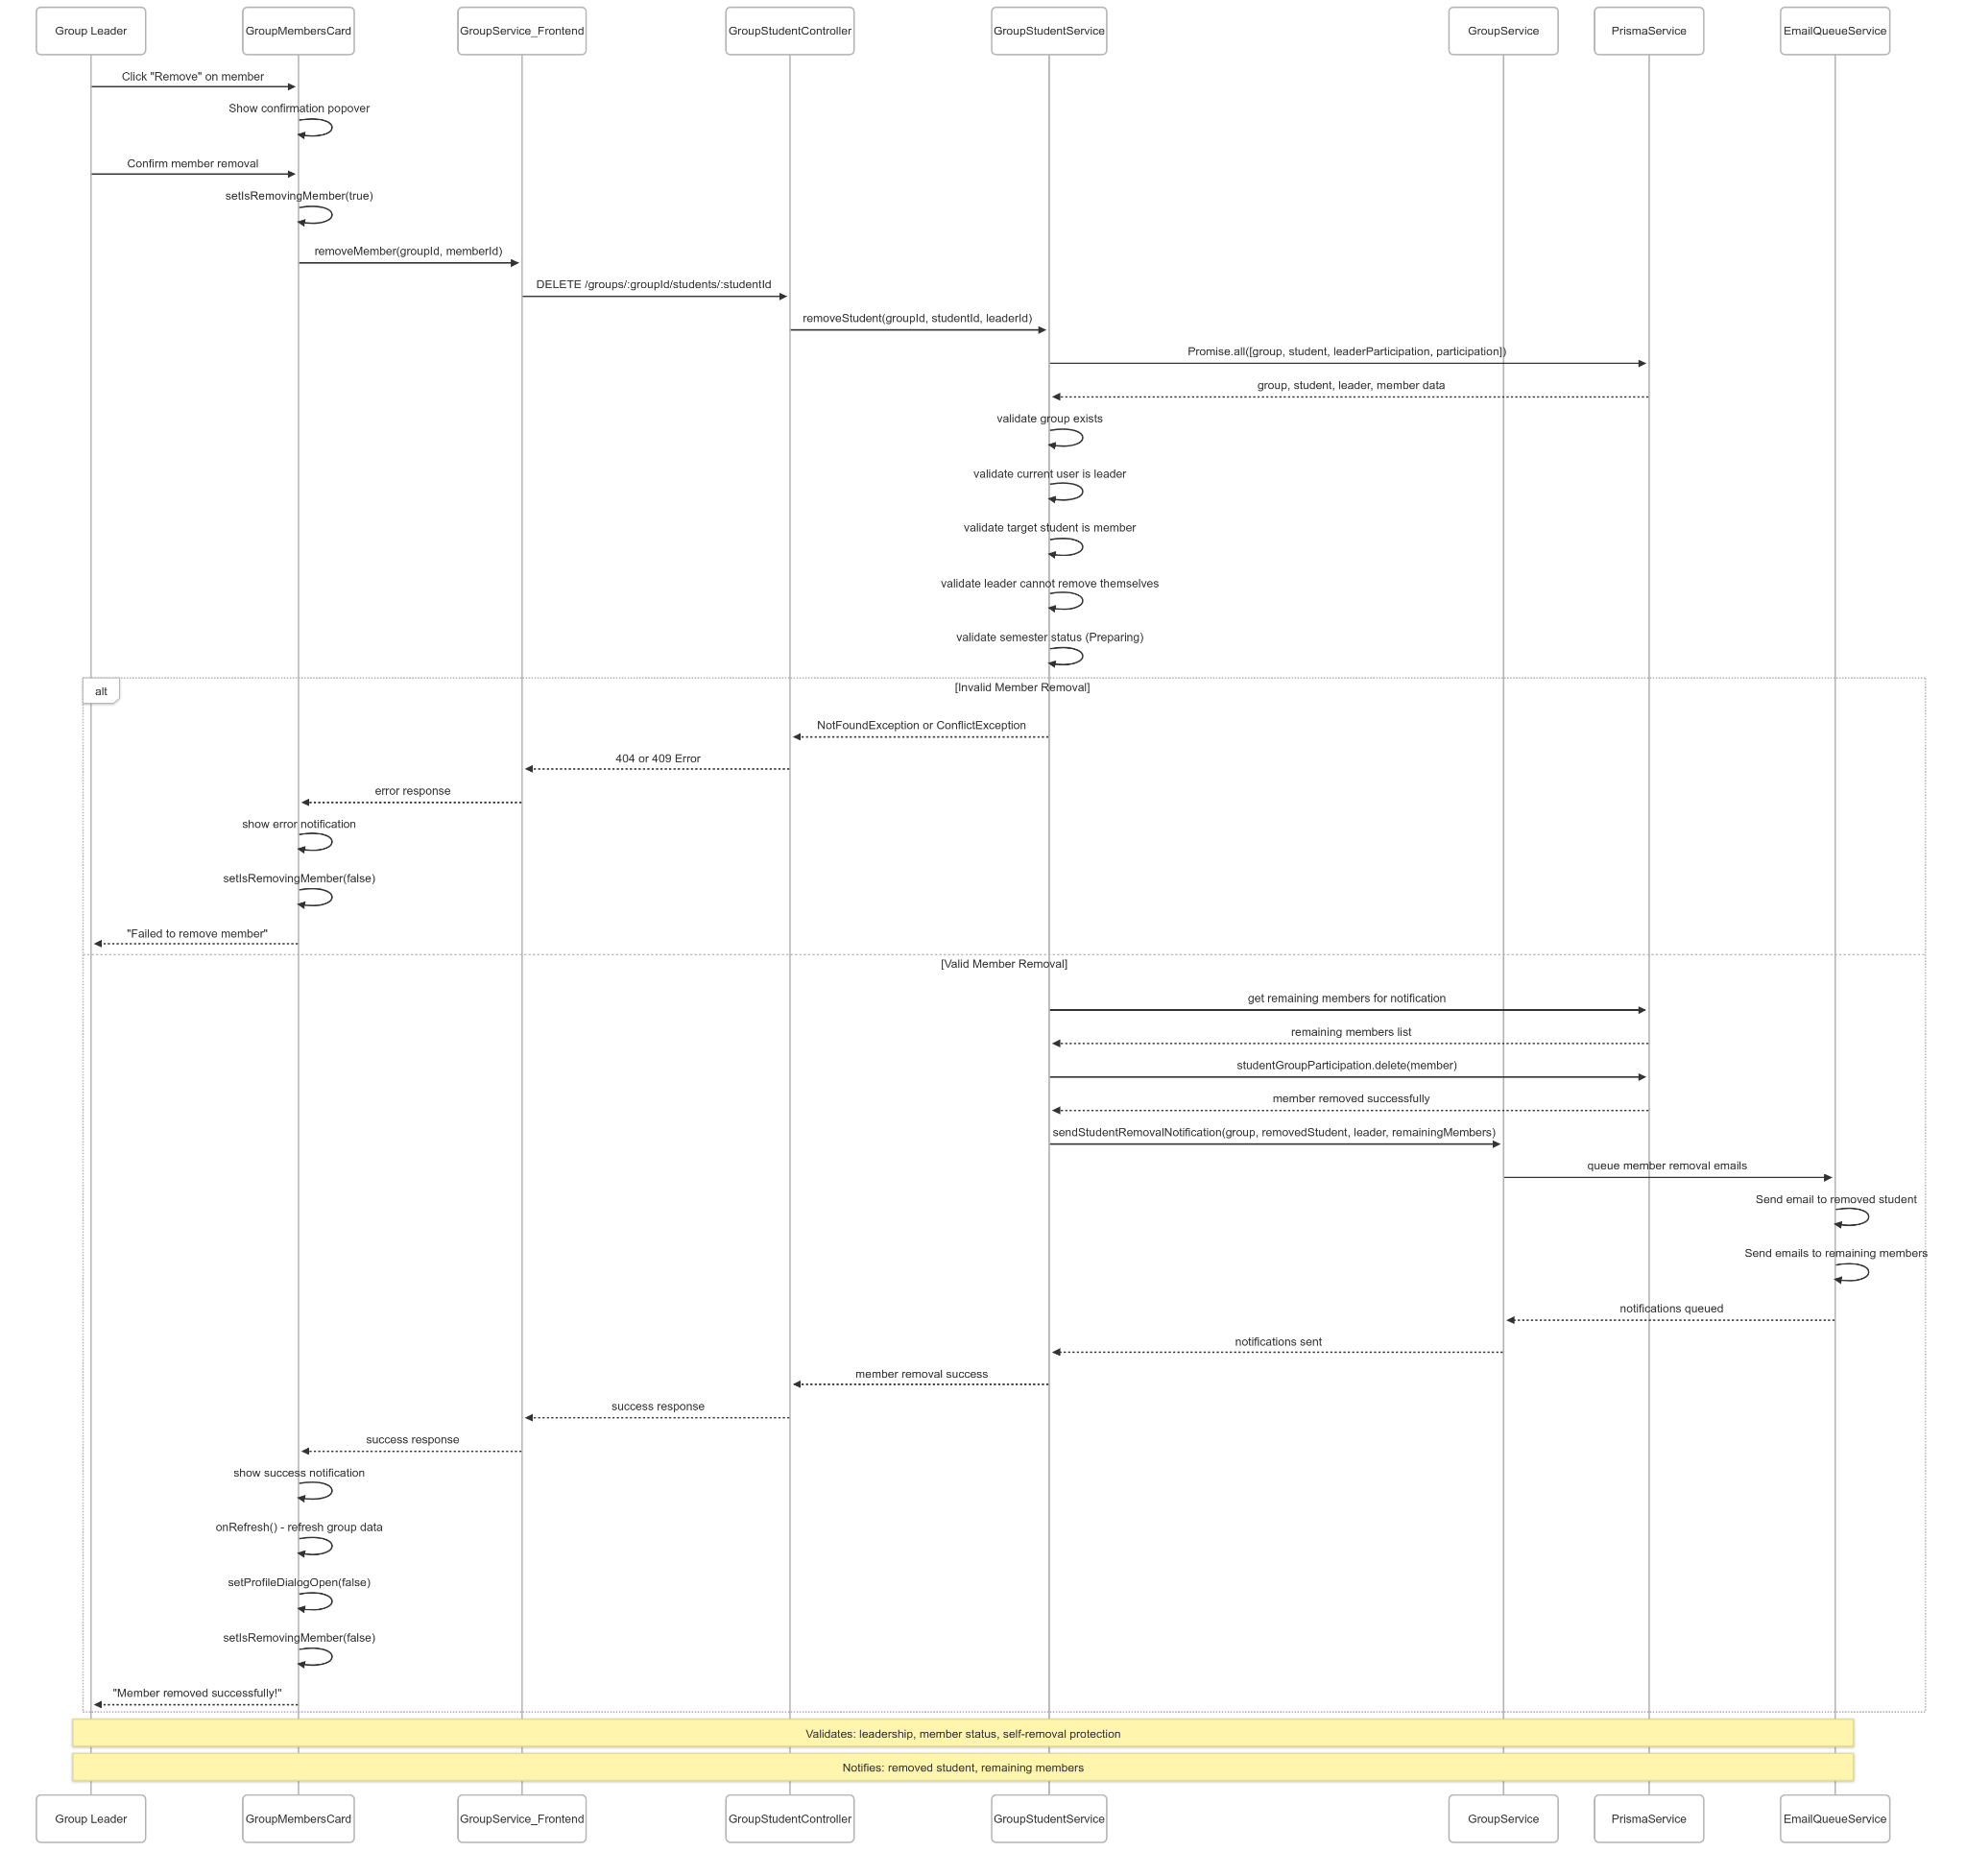 Group Leader
GroupMembersCard
GroupService_Frontend
GroupStudentController
GroupStudentService
GroupService
PrismaService
EmailQueueService
Click "Remove" on member
Show confirmation popover
Confirm member removal
setIsRemovingMember(true)
removeMember(groupId, memberId)
DELETE /groups/:groupId/students/:studentId
removeStudent(groupId, studentId, leaderId)
Promise.all([group, student, leaderParticipation, participation])
group, student, leader, member data
validate group exists
validate current user is leader
validate target student is member
validate leader cannot remove themselves
validate semester status (Preparing)
alt
[Invalid Member Removal]
NotFoundException or ConflictException
404 or 409 Error
error response
show error notification
setIsRemovingMember(false)
"Failed to remove member"
[Valid Member Removal]
get remaining members for notification
remaining members list
studentGroupParticipation.delete(member)
member removed successfully
sendStudentRemovalNotification(group, removedStudent, leader, remainingMembers)
queue member removal emails
Send email to removed student
Send emails to remaining members
notifications queued
notifications sent
member removal success
success response
success response
show success notification
onRefresh() - refresh group data
setProfileDialogOpen(false)
setIsRemovingMember(false)
"Member removed successfully!"
Validates: leadership, member status, self-removal protection
Notifies: removed student, remaining members
Group Leader
GroupMembersCard
GroupService_Frontend
GroupStudentController
GroupStudentService
GroupService
PrismaService
EmailQueueService